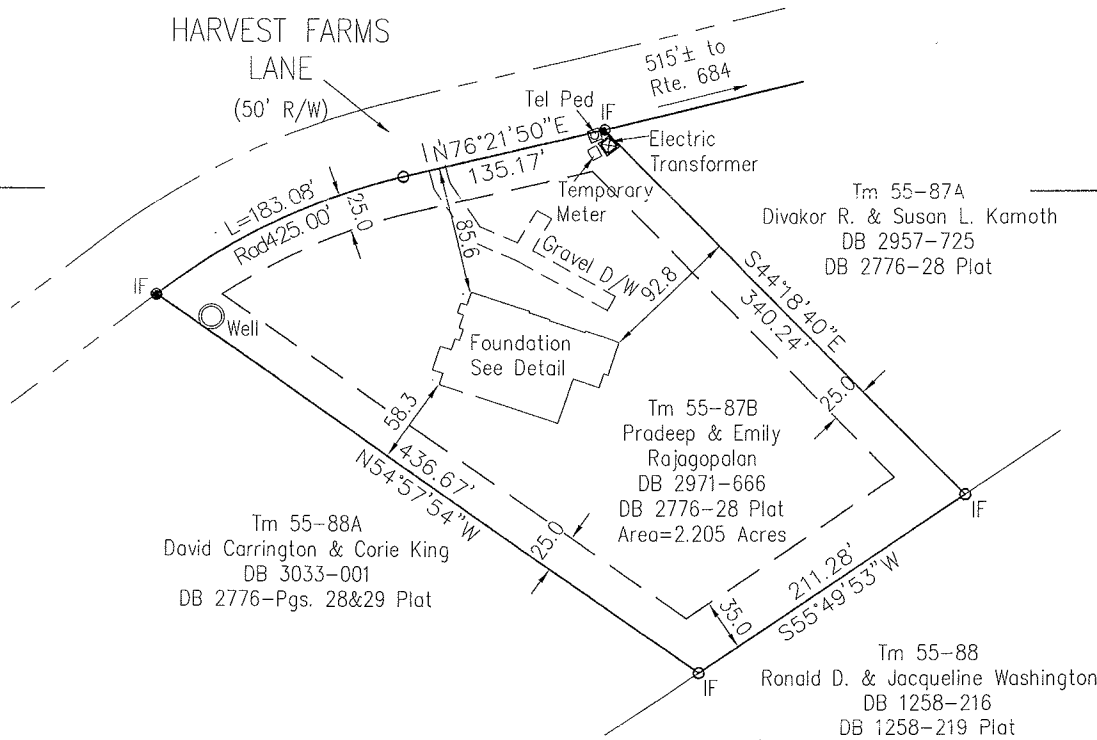 HARVEST FARMS
LANE
(50' R/W)
515'± to
Rte. 684
Tel Ped
IF
Electric
Transformer
N76°21'50"E
135.17'
Temporary
Meter
L=183.08'
Rad425.00'
25.0
85.6
Gravel D/W
92.8
Tm 55-87A
Divakor R. & Susan L. Kamoth
DB 2957-725
DB 2776-28 Plat
S44°18'40"E
340.24'
25.0
IF
Well
Foundation
See Detail
58.3
436.67'
N54°57'54"W
25.0
Tm 55-87B
Pradeep & Emily
Rajagopalan
DB 2971-666
DB 2776-28 Plat
Area=2.205 Acres
IF
Tm 55-88A
David Carrington & Corie King
DB 3033-001
DB 2776-Pgs. 28&29 Plat
211.28'
S55°49'53"W
35.0
IF
Tm 55-88
Ronald D. & Jacqueline Washington
DB 1258-216
DB 1258-219 Plat